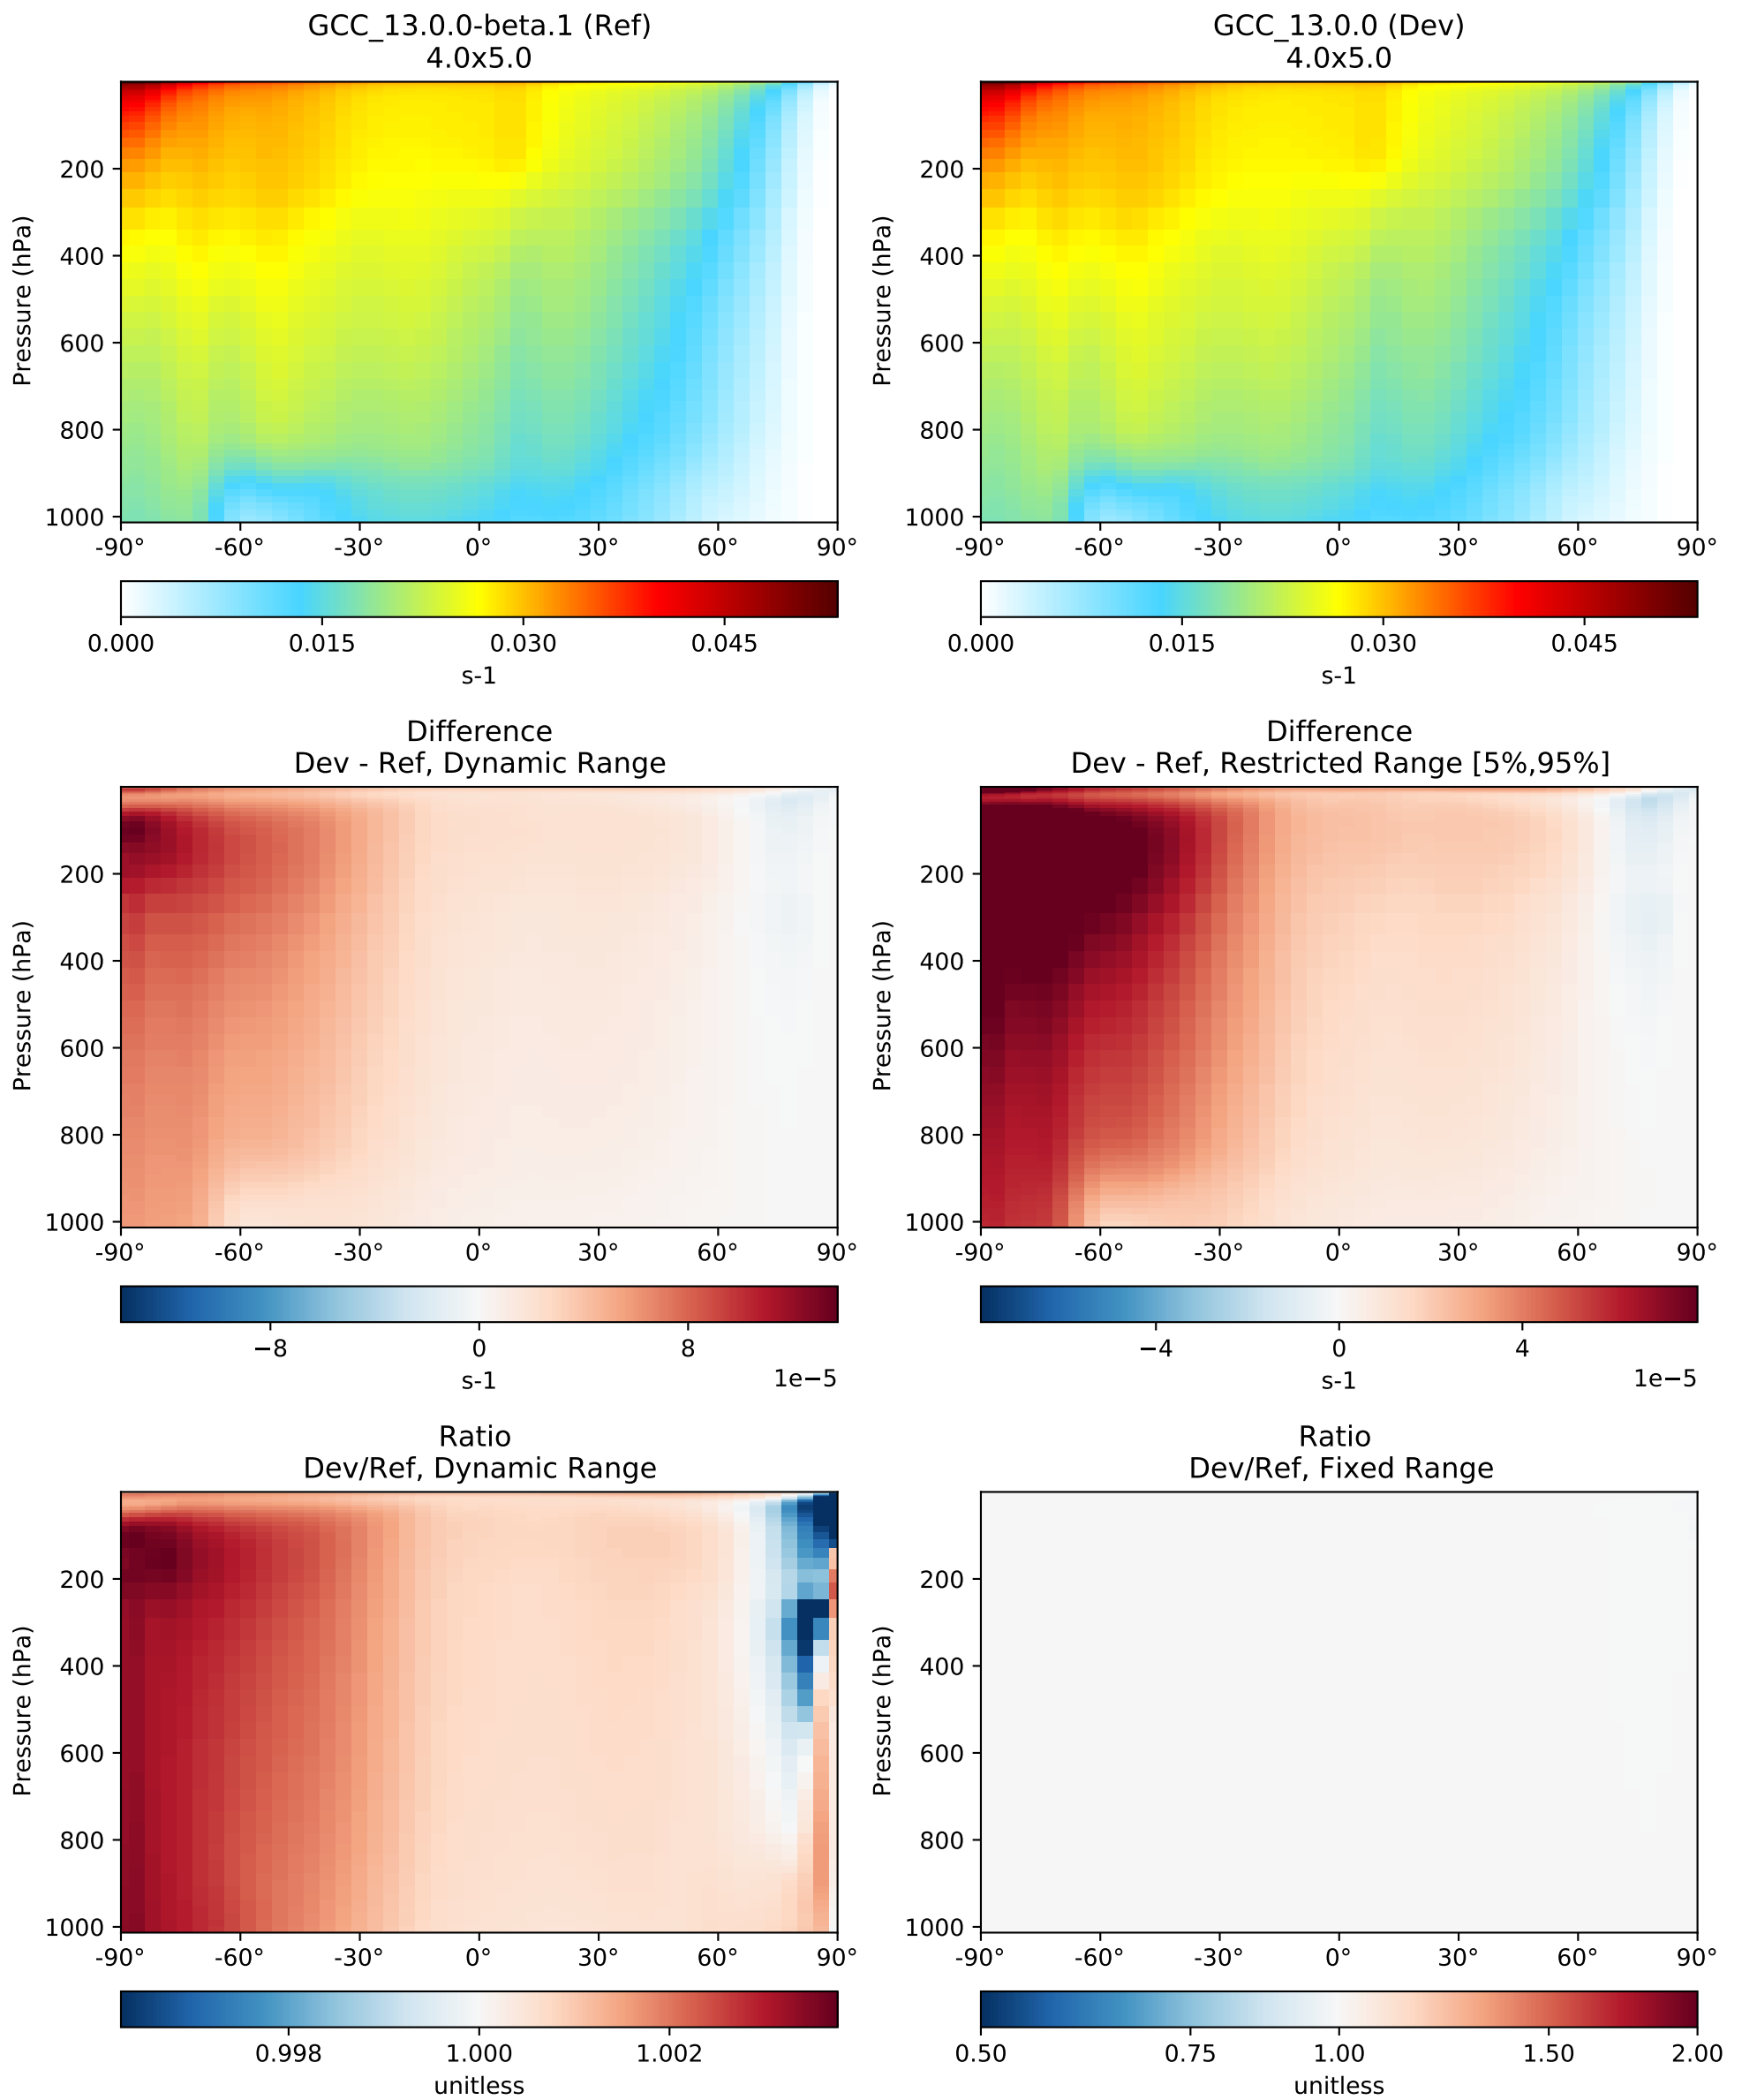 GCC_13.0.0-beta.1 (Ref)
4.0x5.0
Pressure (hPa)
200
400
600
800
1000
-90° -60° -30° 0° 30° 60° 90°
0.000 0.015 0.030 0.045
s-1
GCC_13.0.0 (Dev)
4.0x5.0
Pressure (hPa)
200
400
600
800
1000
-90° -60° -30° 0° 30° 60° 90°
0.000 0.015 0.030 0.045
s-1
Difference
Dev - Ref, Dynamic Range
Pressure (hPa)
200
400
600
800
1000
-90° -60° -30° 0° 30° 60° 90°
−8 0 8
s-1 1e−5
Difference
Dev - Ref, Restricted Range [5%,95%]
Pressure (hPa)
200
400
600
800
1000
-90° -60° -30° 0° 30° 60° 90°
−4 0 4
s-1 1e−5
Ratio
Dev/Ref, Dynamic Range
Pressure (hPa)
200
400
600
800
1000
-90° -60° -30° 0° 30° 60° 90°
0.998 1.000 1.002
unitless
Ratio
Dev/Ref, Fixed Range
Pressure (hPa)
200
400
600
800
1000
-90° -60° -30° 0° 30° 60° 90°
0.50 0.75 1.00 1.50 2.00
unitless